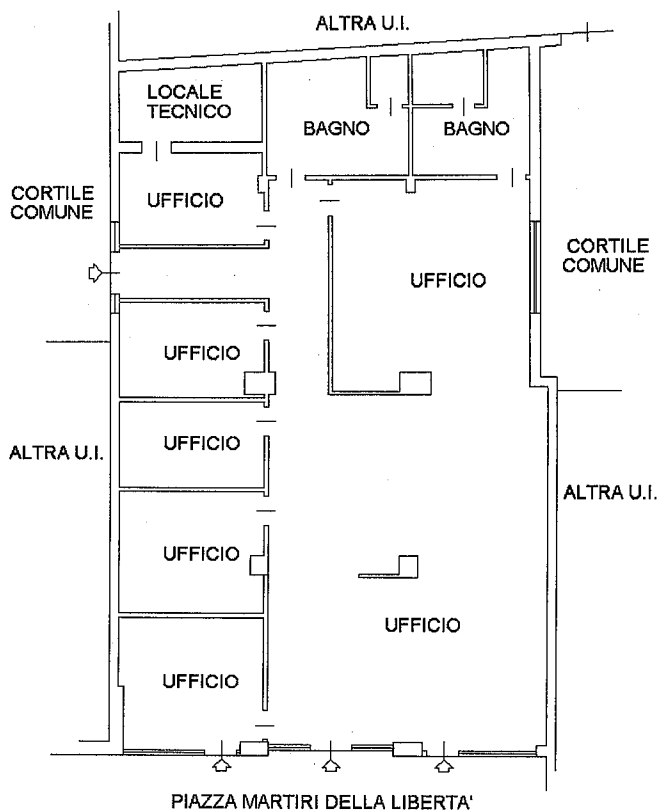 ALTRA U.I.
LOCALE
TECNICO
BAGNO
BAGNO
CORTILE
COMUNE
UFFICIO
CORTILE
COMUNE
UFFICIO
UFFICIO
UFFICIO
ALTRA U.I.
ALTRA U.I.
UFFICIO
UFFICIO
UFFICIO
PIAZZA MARTIRI DELLA LIBERTA'